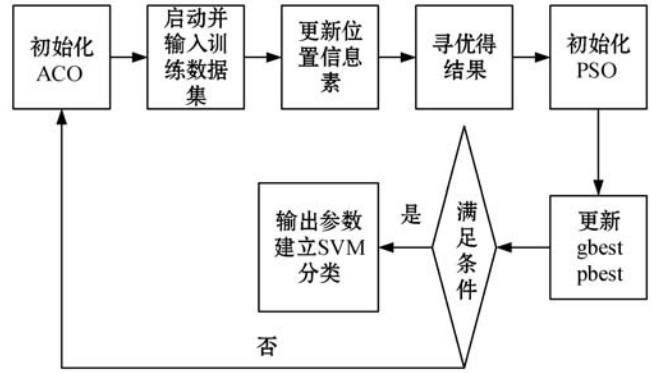 初始化
ACO
启动并
输入训
练数据
集
更新位
置信息
素
寻优得
结果
初始化
PSO
更新
gbest
pbest
满
足
条
件
是
输出参数
建立SVM
分类
否